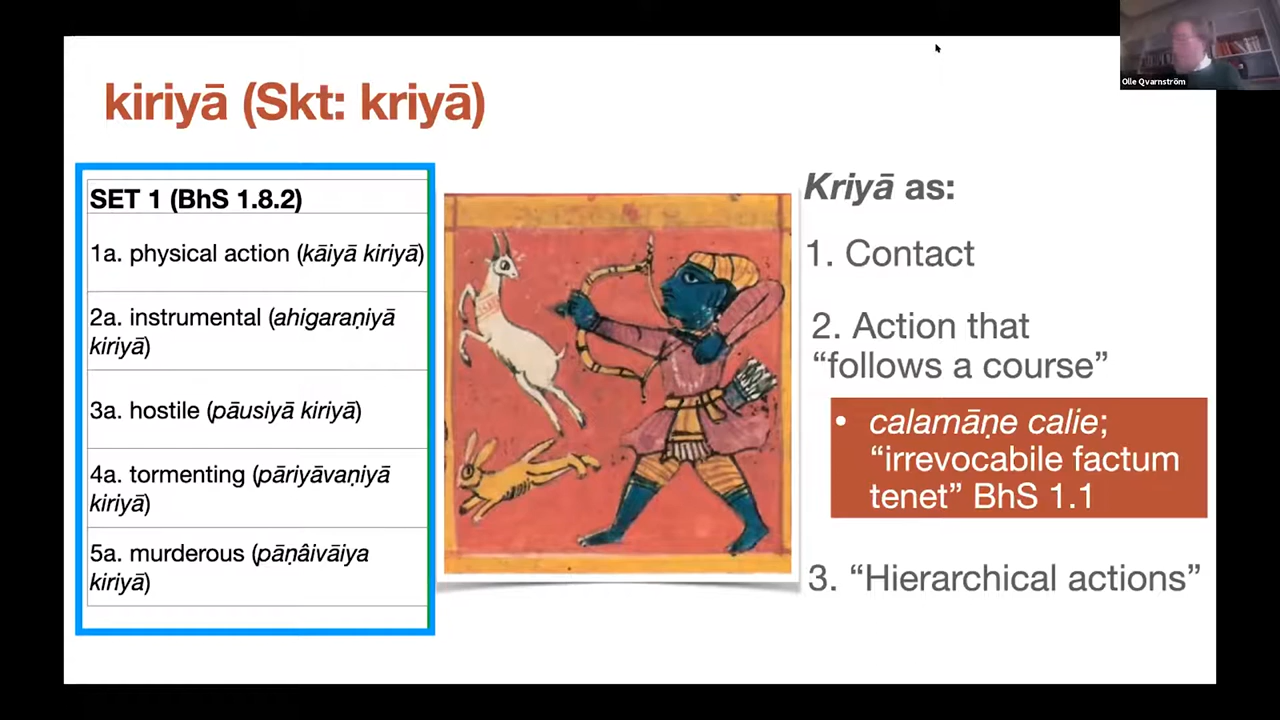 kiriyā (Skt: kriyā)
SET 1 (BhS 1.8.2)
1a. physical action (kāiyā kiriyā)
2a. instrumental (ahigaraṇiyā
kiriyā)
3a. hostile (pāusiyā kiriyā)
4a. tormenting (pāriyāvaṇiyā
kiriyā)
5a. murderous (pāṇâivāiya
kiriyā)
Kriyā as:
1. Contact
2. Action that
“follows a course”
• calamāṇe calie;
“irrevocabile factum
tenet” BhS 1.1
3. “Hierarchical actions”
Olle Qvarnström